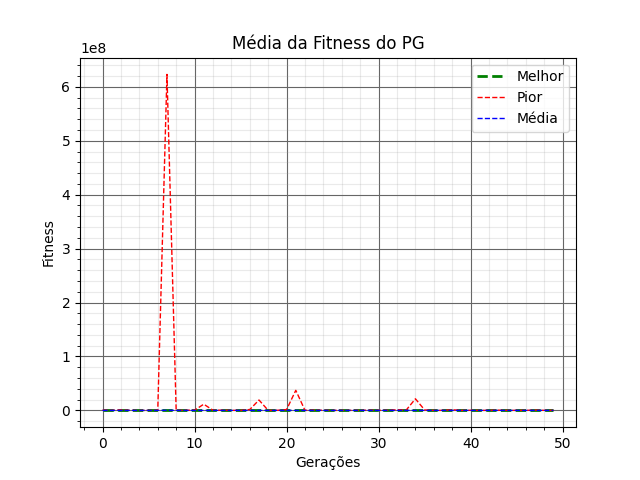 Média da Fitness do PG
1e8
Melhor
Pior
Média
6
5
4
3
2
1
0
Fitness
0 10 20 30 40 50
Gerações